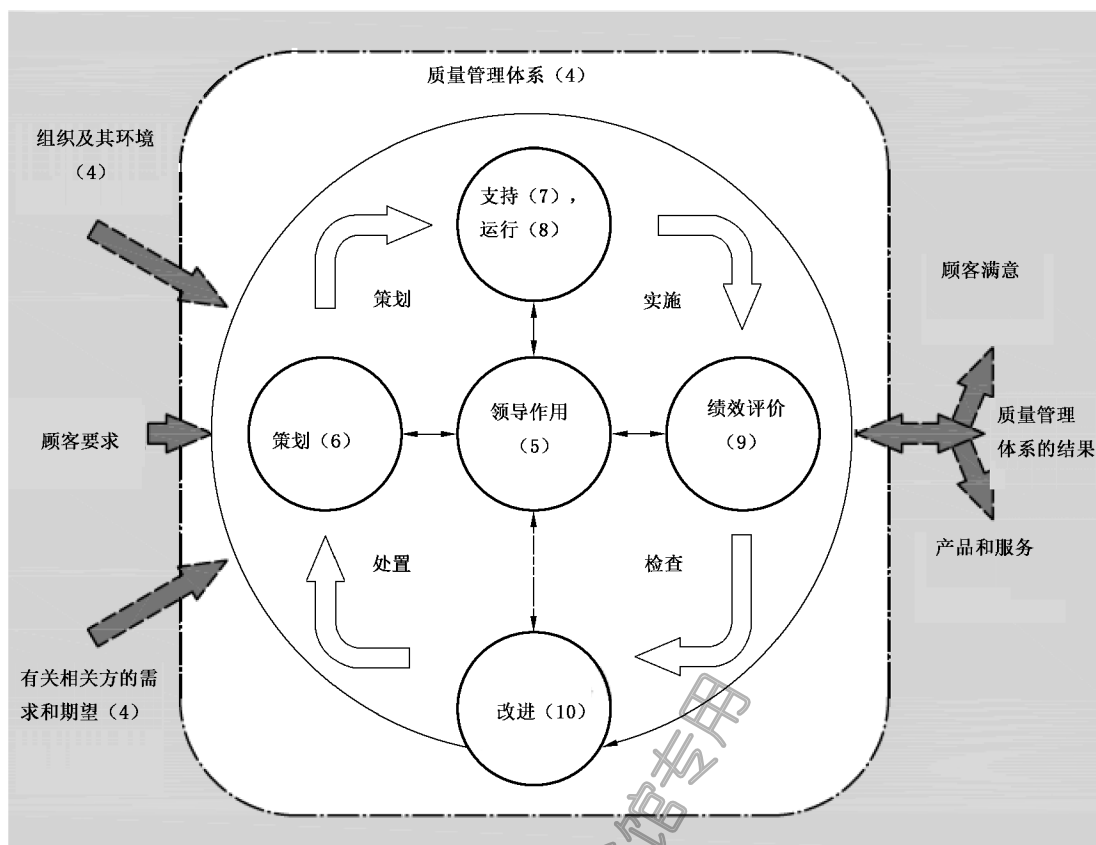 质量管理体系(4)
组织及其环境
(4)
支持(7),
运行(8)
顾客满意
策划
实施
领导作用
(5)
绩效评价
(9)
策划(6)
顾客要求
质量管理
体系的结果
产品和服务
处置
检查
有关相关方的需
求和期望(4)
改进(10)
馆专用